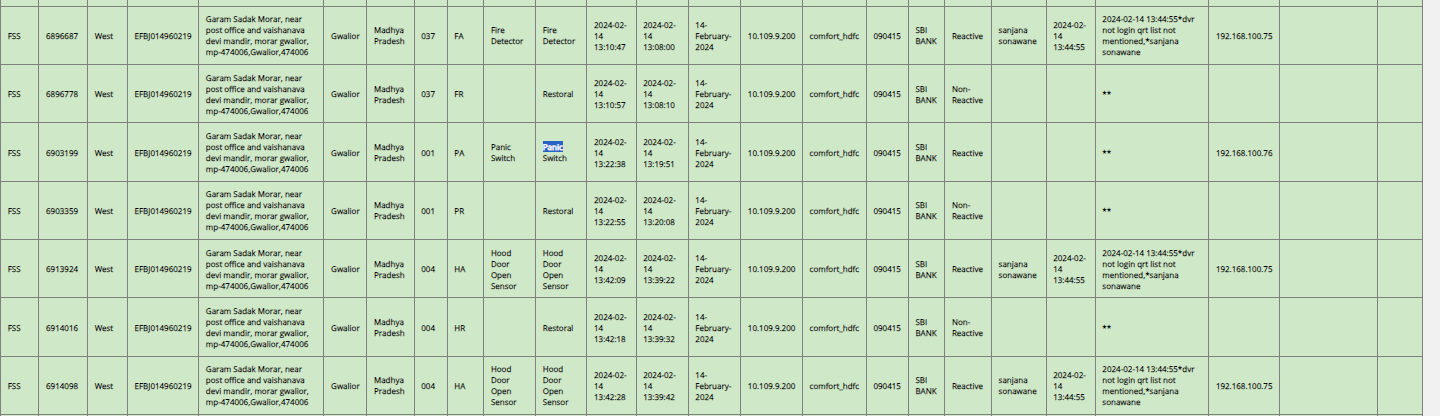 FSS 6896687 West EFBJ014960219 Garam Sadak Morar, near post office and vaishanava devi mandir, morar gwalior, mp-474006,Gwalior,474006 Gwalior Madhya Pradesh 037 FA Fire Detector Fire Detector 2024-02-14 13:10:47 2024-02-14 13:08:00 14-February-2024 10.109.9.200 comfort_hdfc 090415 SBI BANK Reactive sanjana sonawane 2024-02-14 13:44:55 2024-02-14 13:44:55*dvr not login qrt list not mentioned,*sanjana sonawane 192.168.100.75
FSS 6896778 West EFBJ014960219 Garam Sadak Morar, near post office and vaishanava devi mandir, morar gwalior, mp-474006,Gwalior,474006 Gwalior Madhya Pradesh 037 FR Restoral 2024-02-14 13:10:57 2024-02-14 13:08:10 14-February-2024 10.109.9.200 comfort_hdfc 090415 SBI BANK Non-Reactive **
FSS 6903199 West EFBJ014960219 Garam Sadak Morar, near post office and vaishanava devi mandir, morar gwalior, mp-474006,Gwalior,474006 Gwalior Madhya Pradesh 001 PA Panic Switch Panic Switch 2024-02-14 13:22:38 2024-02-14 13:19:51 14-February-2024 10.109.9.200 comfort_hdfc 090415 SBI BANK Reactive ** 192.168.100.76
FSS 6903359 West EFBJ014960219 Garam Sadak Morar, near post office and vaishanava devi mandir, morar gwalior, mp-474006,Gwalior,474006 Gwalior Madhya Pradesh 001 PR Restoral 2024-02-14 13:22:55 2024-02-14 13:20:08 14-February-2024 10.109.9.200 comfort_hdfc 090415 SBI BANK Non-Reactive **
FSS 6913924 West EFBJ014960219 Garam Sadak Morar, near post office and vaishanava devi mandir, morar gwalior, mp-474006,Gwalior,474006 Gwalior Madhya Pradesh 004 HA Hood Door Open Sensor Hood Door Open Sensor 2024-02-14 13:42:09 2024-02-14 13:39:22 14-February-2024 10.109.9.200 comfort_hdfc 090415 SBI BANK Reactive sanjana sonawane 2024-02-14 13:44:55 2024-02-14 13:44:55*dvr not login qrt list not mentioned,*sanjana sonawane 192.168.100.75
FSS 6914016 West EFBJ014960219 Garam Sadak Morar, near post office and vaishanava devi mandir, morar gwalior, mp-474006,Gwalior,474006 Gwalior Madhya Pradesh 004 HR Restoral 2024-02-14 13:42:18 2024-02-14 13:39:32 14-February-2024 10.109.9.200 comfort_hdfc 090415 SBI BANK Non-Reactive **
FSS 6914098 West EFBJ014960219 Garam Sadak Morar, near post office and vaishanava devi mandir, morar gwalior, mp-474006,Gwalior,474006 Gwalior Madhya Pradesh 004 HA Hood Door Open Sensor Hood Door Open Sensor 2024-02-14 13:42:28 2024-02-14 13:39:42 14-February-2024 10.109.9.200 comfort_hdfc 090415 SBI BANK Reactive sanjana sonawane 2024-02-14 13:44:55 2024-02-14 13:44:55*dvr not login qrt list not mentioned,*sanjana sonawane 192.168.100.75